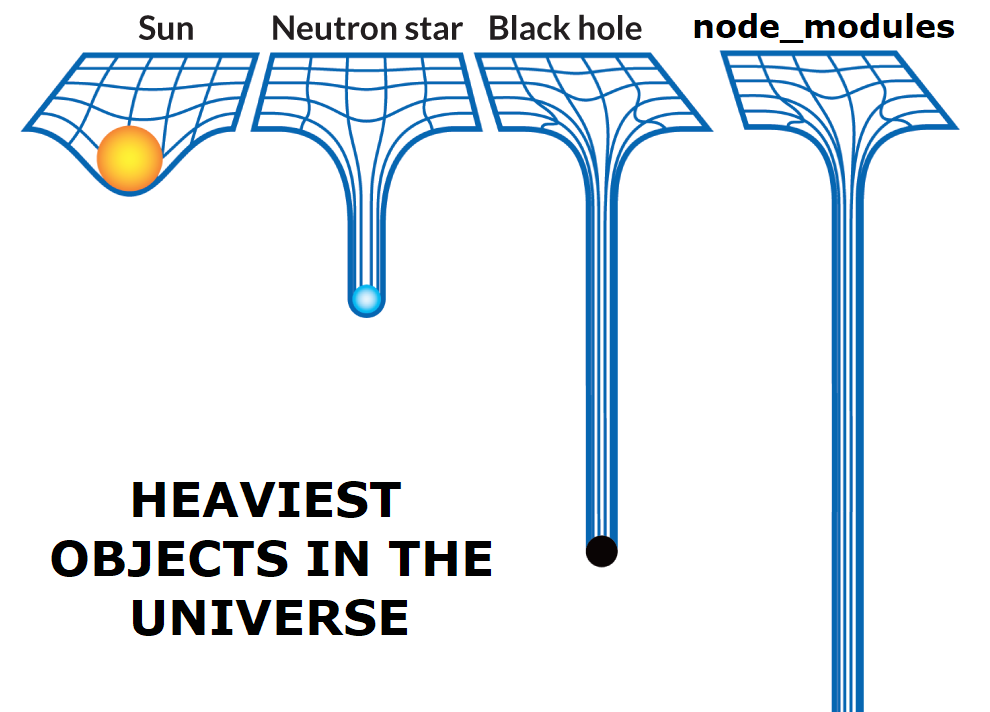 Sun
Neutron star
Black hole
node_modules
HEAVIEST
OBJECTS IN THE
UNIVERSE